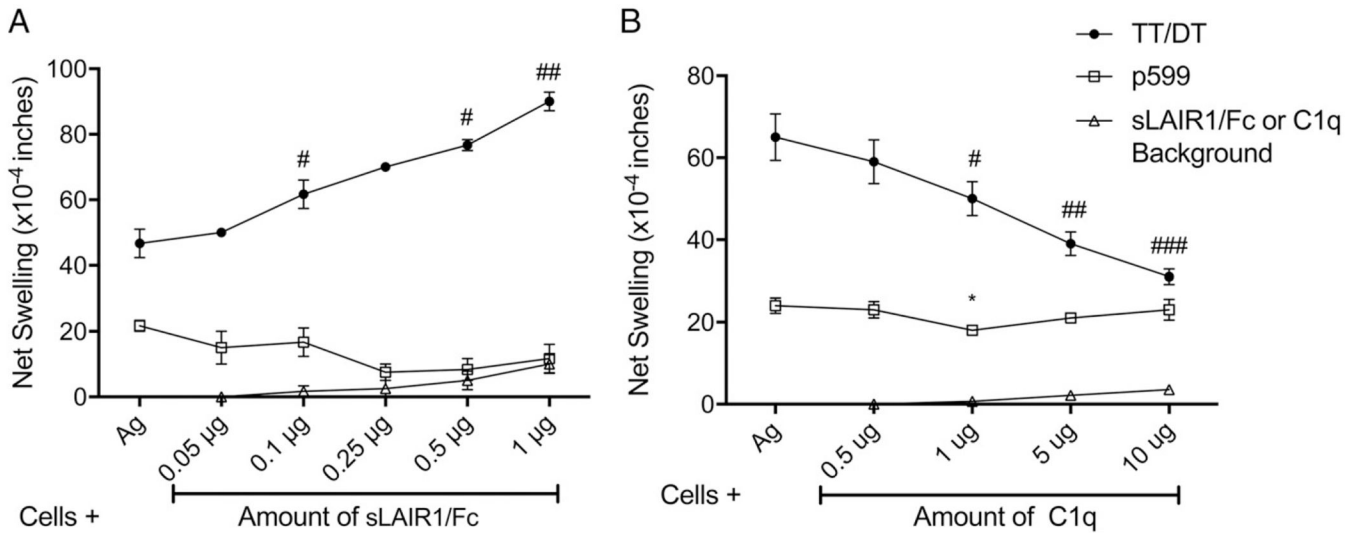 A
Net Swelling (x10⁻⁴ inches)
100
80
60
40
20
0
#
#
##
Ag
0.05 µg
0.1 µg
0.25 µg
0.5 µg
1 µg
Cells +
Amount of sLAIR1/Fc
B
Net Swelling (x10⁻⁴ inches)
80
60
40
20
0
#
##
###
*
Ag
0.5 ug
1 ug
5 ug
10 ug
Cells +
Amount of C1q
TT/DT
p599
sLAIR1/Fc or C1q
Background